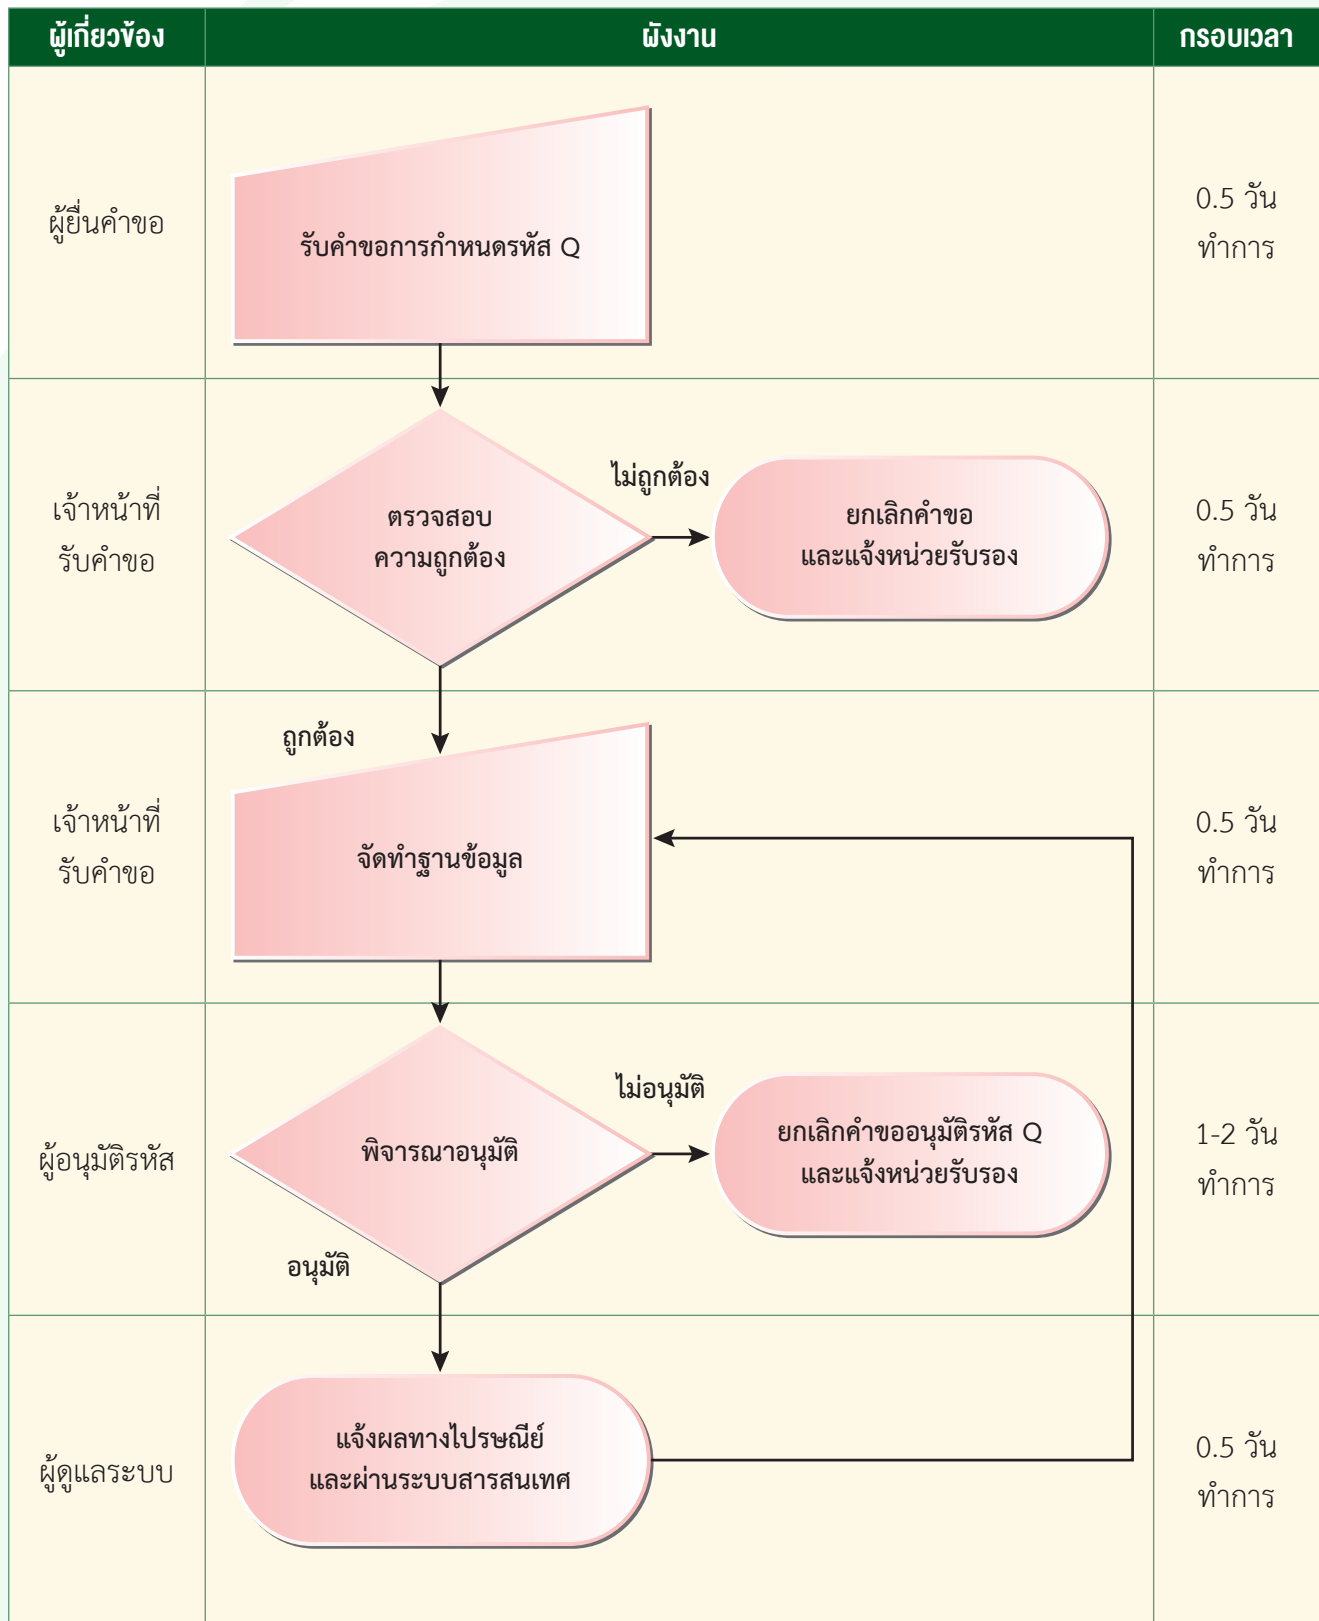 ผู้เกี่ยวข้อง
ผังงาน
กรอบเวลา
ผู้ยื่นคำขอ
รับคำขอการกำหนดรหัส Q
0.5 วัน
ทำการ
เจ้าหน้าที่
รับคำขอ
ตรวจสอบ
ความถูกต้อง
ไม่ถูกต้อง
ยกเลิกคำขอ
และแจ้งหน่วยรับรอง
0.5 วัน
ทำการ
ถูกต้อง
เจ้าหน้าที่
รับคำขอ
จัดทำฐานข้อมูล
0.5 วัน
ทำการ
ผู้อนุมัติรหัส
พิจารณาอนุมัติ
ไม่อนุมัติ
ยกเลิกคำขออนุมัติรหัส Q
และแจ้งหน่วยรับรอง
1-2 วัน
ทำการ
อนุมัติ
ผู้ดูแลระบบ
แจ้งผลทางไปรษณีย์
และผ่านระบบสารสนเทศ
0.5 วัน
ทำการ